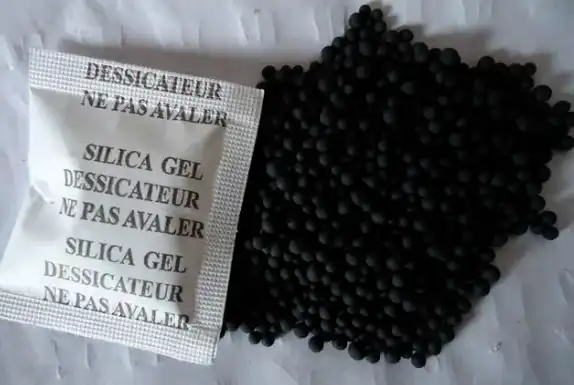 DESSICATEUR
NE PAS AVALER
SILICA GEL
DESSICATEUR
NE PAS AVALER
SILICA GEL
DESSICATEUR
NE PAS AVALER